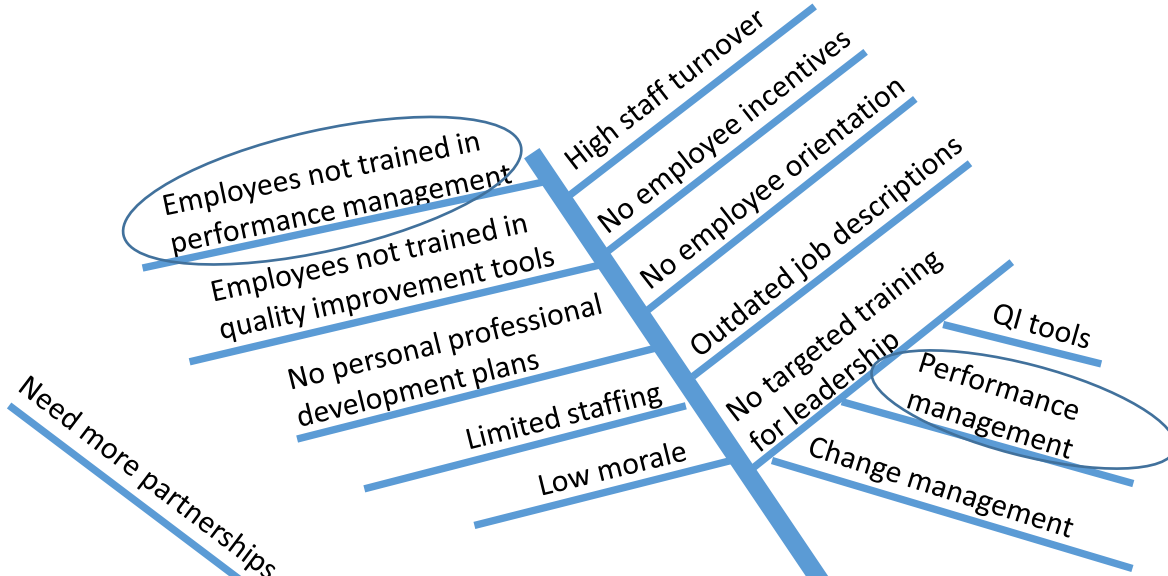 Employees not trained in
performance management
Employees not trained in
quality improvement tools
No personal professional
development plans
Limited staffing
Low morale
Need more partnerships
High staff turnover
No employee incentives
No employee orientation
Outdated job descriptions
No targeted training
for leadership
QI tools
Performance
management
Change management